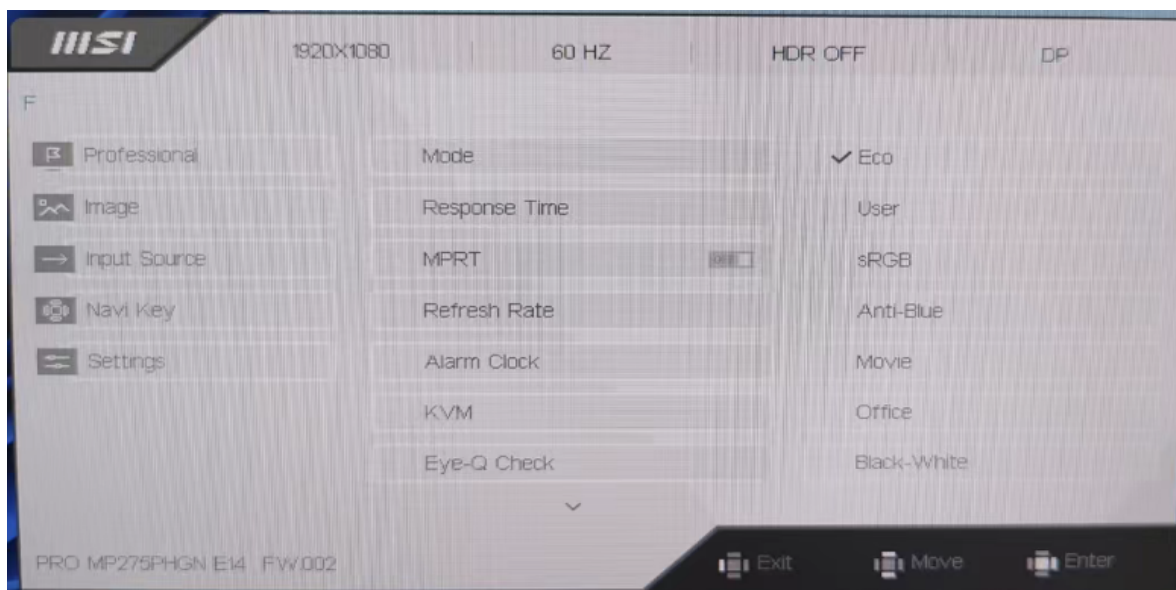 msi
1920X1080 60 HZ HDR OFF DP
F
Professional Mode ✓ Eco
Image Response Time User
Input Source MPRT OFF sRGB
Navi Key Refresh Rate Anti-Blue
Settings Alarm Clock Movie
KVM Office
Eye-Q Check Black-White
PRO MP275PHGN E14 FW.002 Exit Move Enter